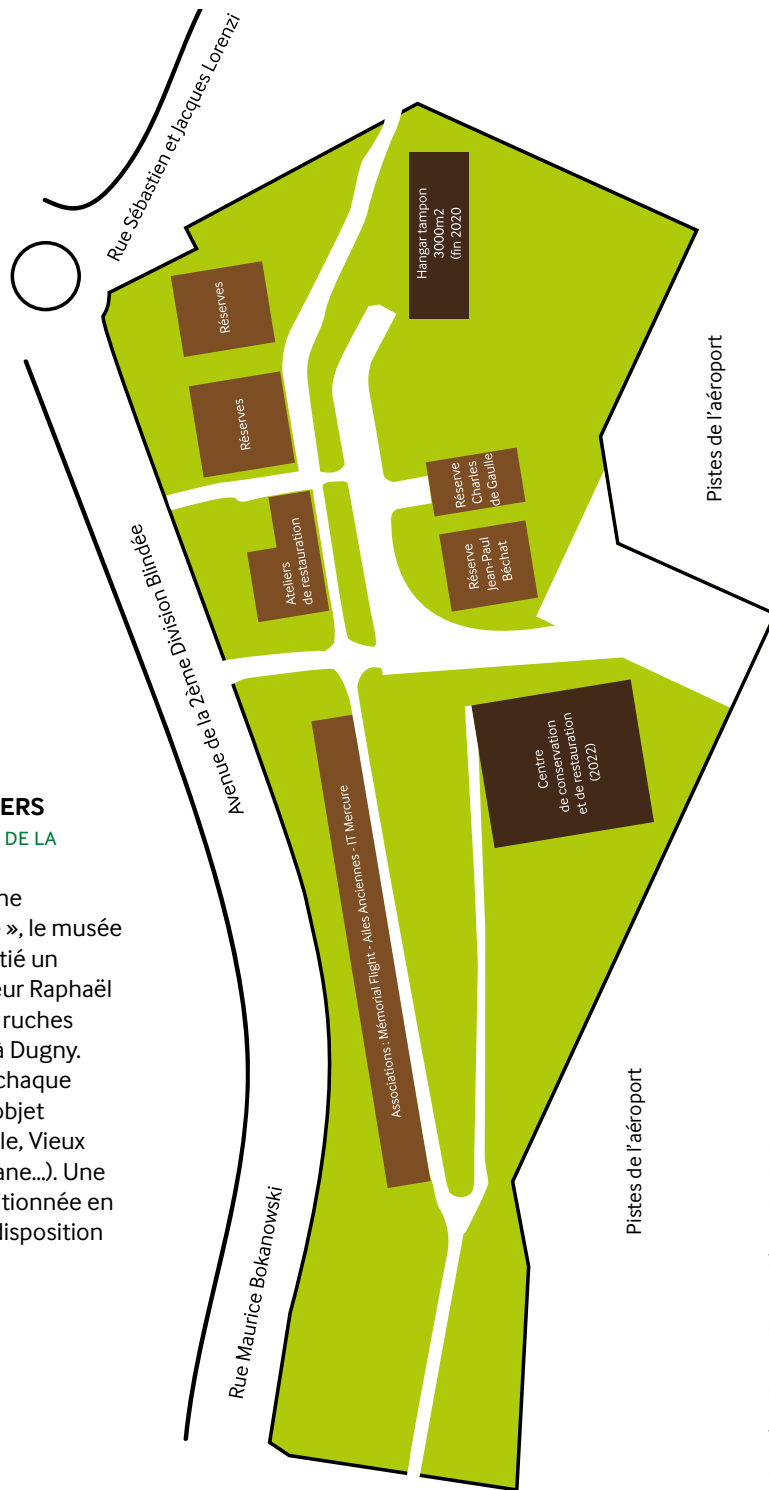 Rue Sébastien et Jacques Lorenzi
Hangar tampon
3000m2
(fin 2020
Réserves
Réserves
Pistes de l'aéroport
Réserve
Charles
de Gaulle
Réserve
Jean-Paul
Béchat
Ateliers
de restauration
Avenue de la 2éme Division Blindée
Centre
de conservation
et de restauration
(2022)
Associations : Mémorial Flight - Ailes Anciennes - IT Mercure
Pistes de l'aéroport
Rue Maurice Bokanowski
ERS
DE LA
ne
», le musée
tié un
eur Raphaël
ruches
à Dugny.
chaque
objet
le, Vieux
ane...). Une
itionnée en
disposition